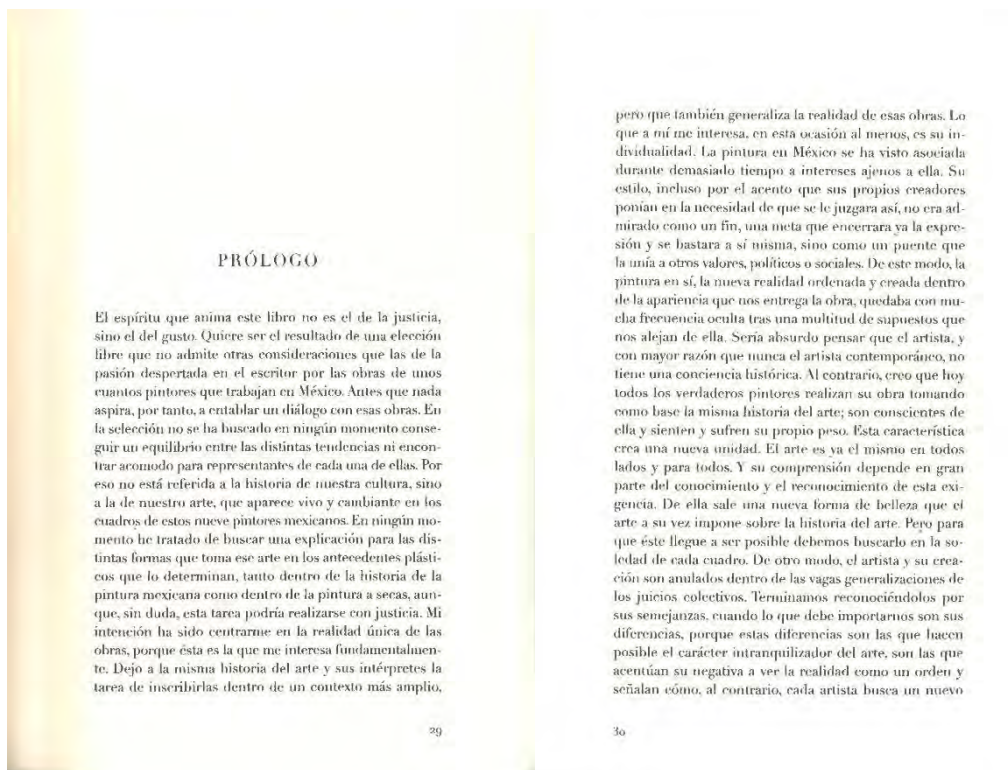 PRÓLOGO
El espíritu que anima este libro no es el de la justicia,
sino el del gusto. Quiere ser el resultado de una elección
libre que no admite otras consideraciones que las de la
pasión despertada en el escritor por las obras de unos
cuantos pintores que trabajan en México. Antes que nada
aspira, por tanto, a entablar un diálogo con esas obras. En
la selección no se ha buscado en ningún momento conse-
guir un equilibrio entre las distintas tendencias ni encon-
trar acomodo para representantes de cada una de ellas. Por
eso no está referida a la historia de nuestra cultura, sino
a la de nuestro arte, que aparece vivo y cambiante en los
cuadros de estos nueve pintores mexicanos. En ningún mo-
mento he tratado de buscar una explicación para las dis-
tintas formas que toma ese arte en los antecedentes plásti-
cos que lo determinan, tanto dentro de la historia de la
pintura mexicana como dentro de la pintura a secas, aun-
que, sin duda, esta tarea podría realizarse con justicia. Mi
intención ha sido centrarme en la realidad única de las
obras, porque ésta es la que me interesa fundamentalmen-
te. Dejo a la misma historia del arte y sus intérpretes la
tarea de inscribirlas dentro de un contexto más amplio,
29
pero que también generaliza la realidad de esas obras. Lo
que a mí me interesa, en esta ocasión al menos, es su in-
dividualidad. La pintura en México se ha visto asociada
durante demasiado tiempo a intereses ajenos a ella. Su
estilo, incluso por el acento que sus propios creadores
ponían en la necesidad de que se le juzgara así, no era ad-
mirado como un fin, una meta que encerrara ya la expre-
sión y se bastara a sí misma, sino como un puente que
la unía a otros valores, políticos o sociales. De este modo, la
pintura en sí, la nueva realidad ordenada y creada dentro
de la apariencia que nos entrega la obra, quedaba con mu-
cha frecuencia oculta tras una multitud de supuestos que
nos alejan de ella. Sería absurdo pensar que el artista, y
con mayor razón que nunca el artista contemporáneo, no
tiene una conciencia histórica. Al contrario, creo que hoy
todos los verdaderos pintores realizan su obra tomando
como base la misma historia del arte; son conscientes de
ella y sienten y sufren su propio peso. Esta característica
crea una nueva unidad. El arte es ya el mismo en todos
lados y para todos. Y su comprensión depende en gran
parte del conocimiento y el reconocimiento de esta exi-
gencia. De ella sale una nueva forma de belleza que el
arte a su vez impone sobre la historia del arte. Pero para
que éste llegue a ser posible debemos buscarlo en la so-
ledad de cada cuadro. De otro modo, el artista y su crea-
ción son anulados dentro de las vagas generalizaciones de
los juicios colectivos. Terminamos reconociéndolos por
sus semejanzas, cuando lo que debe importarnos son sus
diferencias, porque estas diferencias son las que hacen
posible el carácter intranquilizador del arte, son las que
acentúan su negativa a ver la realidad como un orden y
señalan cómo, al contrario, cada artista busca un nuevo
30